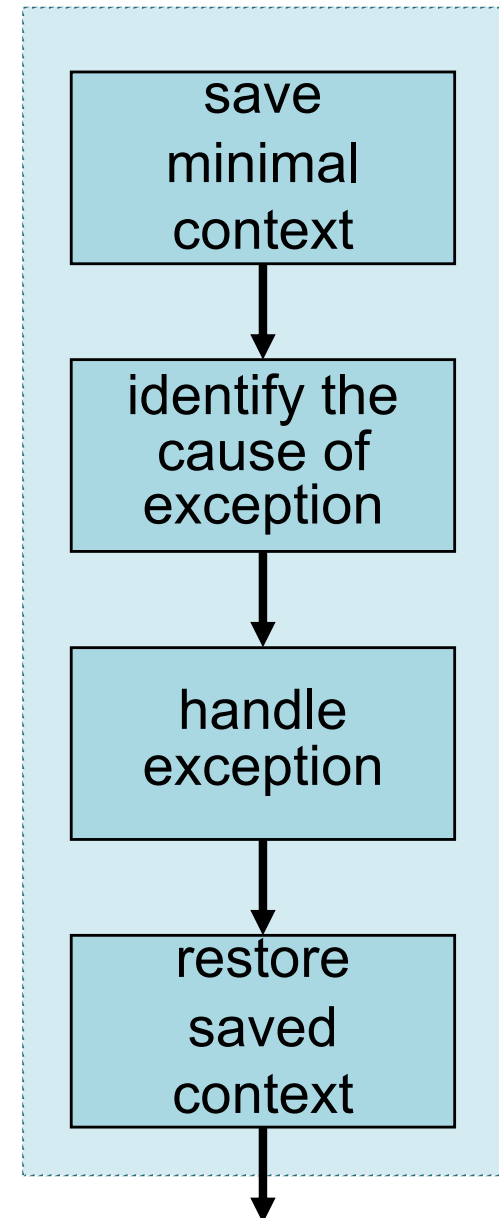 save
minimal
context
identify the
cause of
exception
handle
exception
restore
saved
context